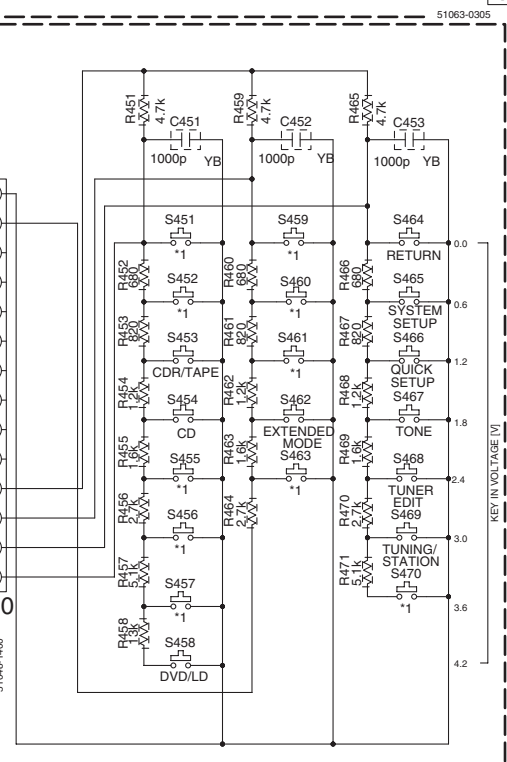 51063-0305
R451
4.7k
C451
1000p YB
R459
4.7k
C452
1000p YB
R465
4.7k
C453
1000p YB
S451
*1
S459
*1
S464
RETURN
0.0
R452
680
S452
*1
R460
680
S460
*1
R466
680
S465
SYSTEM
SETUP
0.6
R453
820
S453
CDR/TAPE
R461
820
S461
*1
R467
820
S466
QUICK
SETUP
1.2
R454
1.2k
S454
CD
R462
1.2k
S462
EXTENDED
MODE
R468
1.2k
S467
TONE
1.8
R455
1.6k
S455
*1
R463
1.6k
S463
*1
R469
1.6k
S468
TUNER
EDIT
2.4
R456
2.7k
S456
*1
R464
2.7k
R470
2.7k
S469
TUNING/
STATION
3.0
R457
5.1k
S457
*1
R471
5.1k
S470
*1
3.6
R458
13k
S458
DVD/LD
4.2
KEY IN VOLTAGE [V]
0